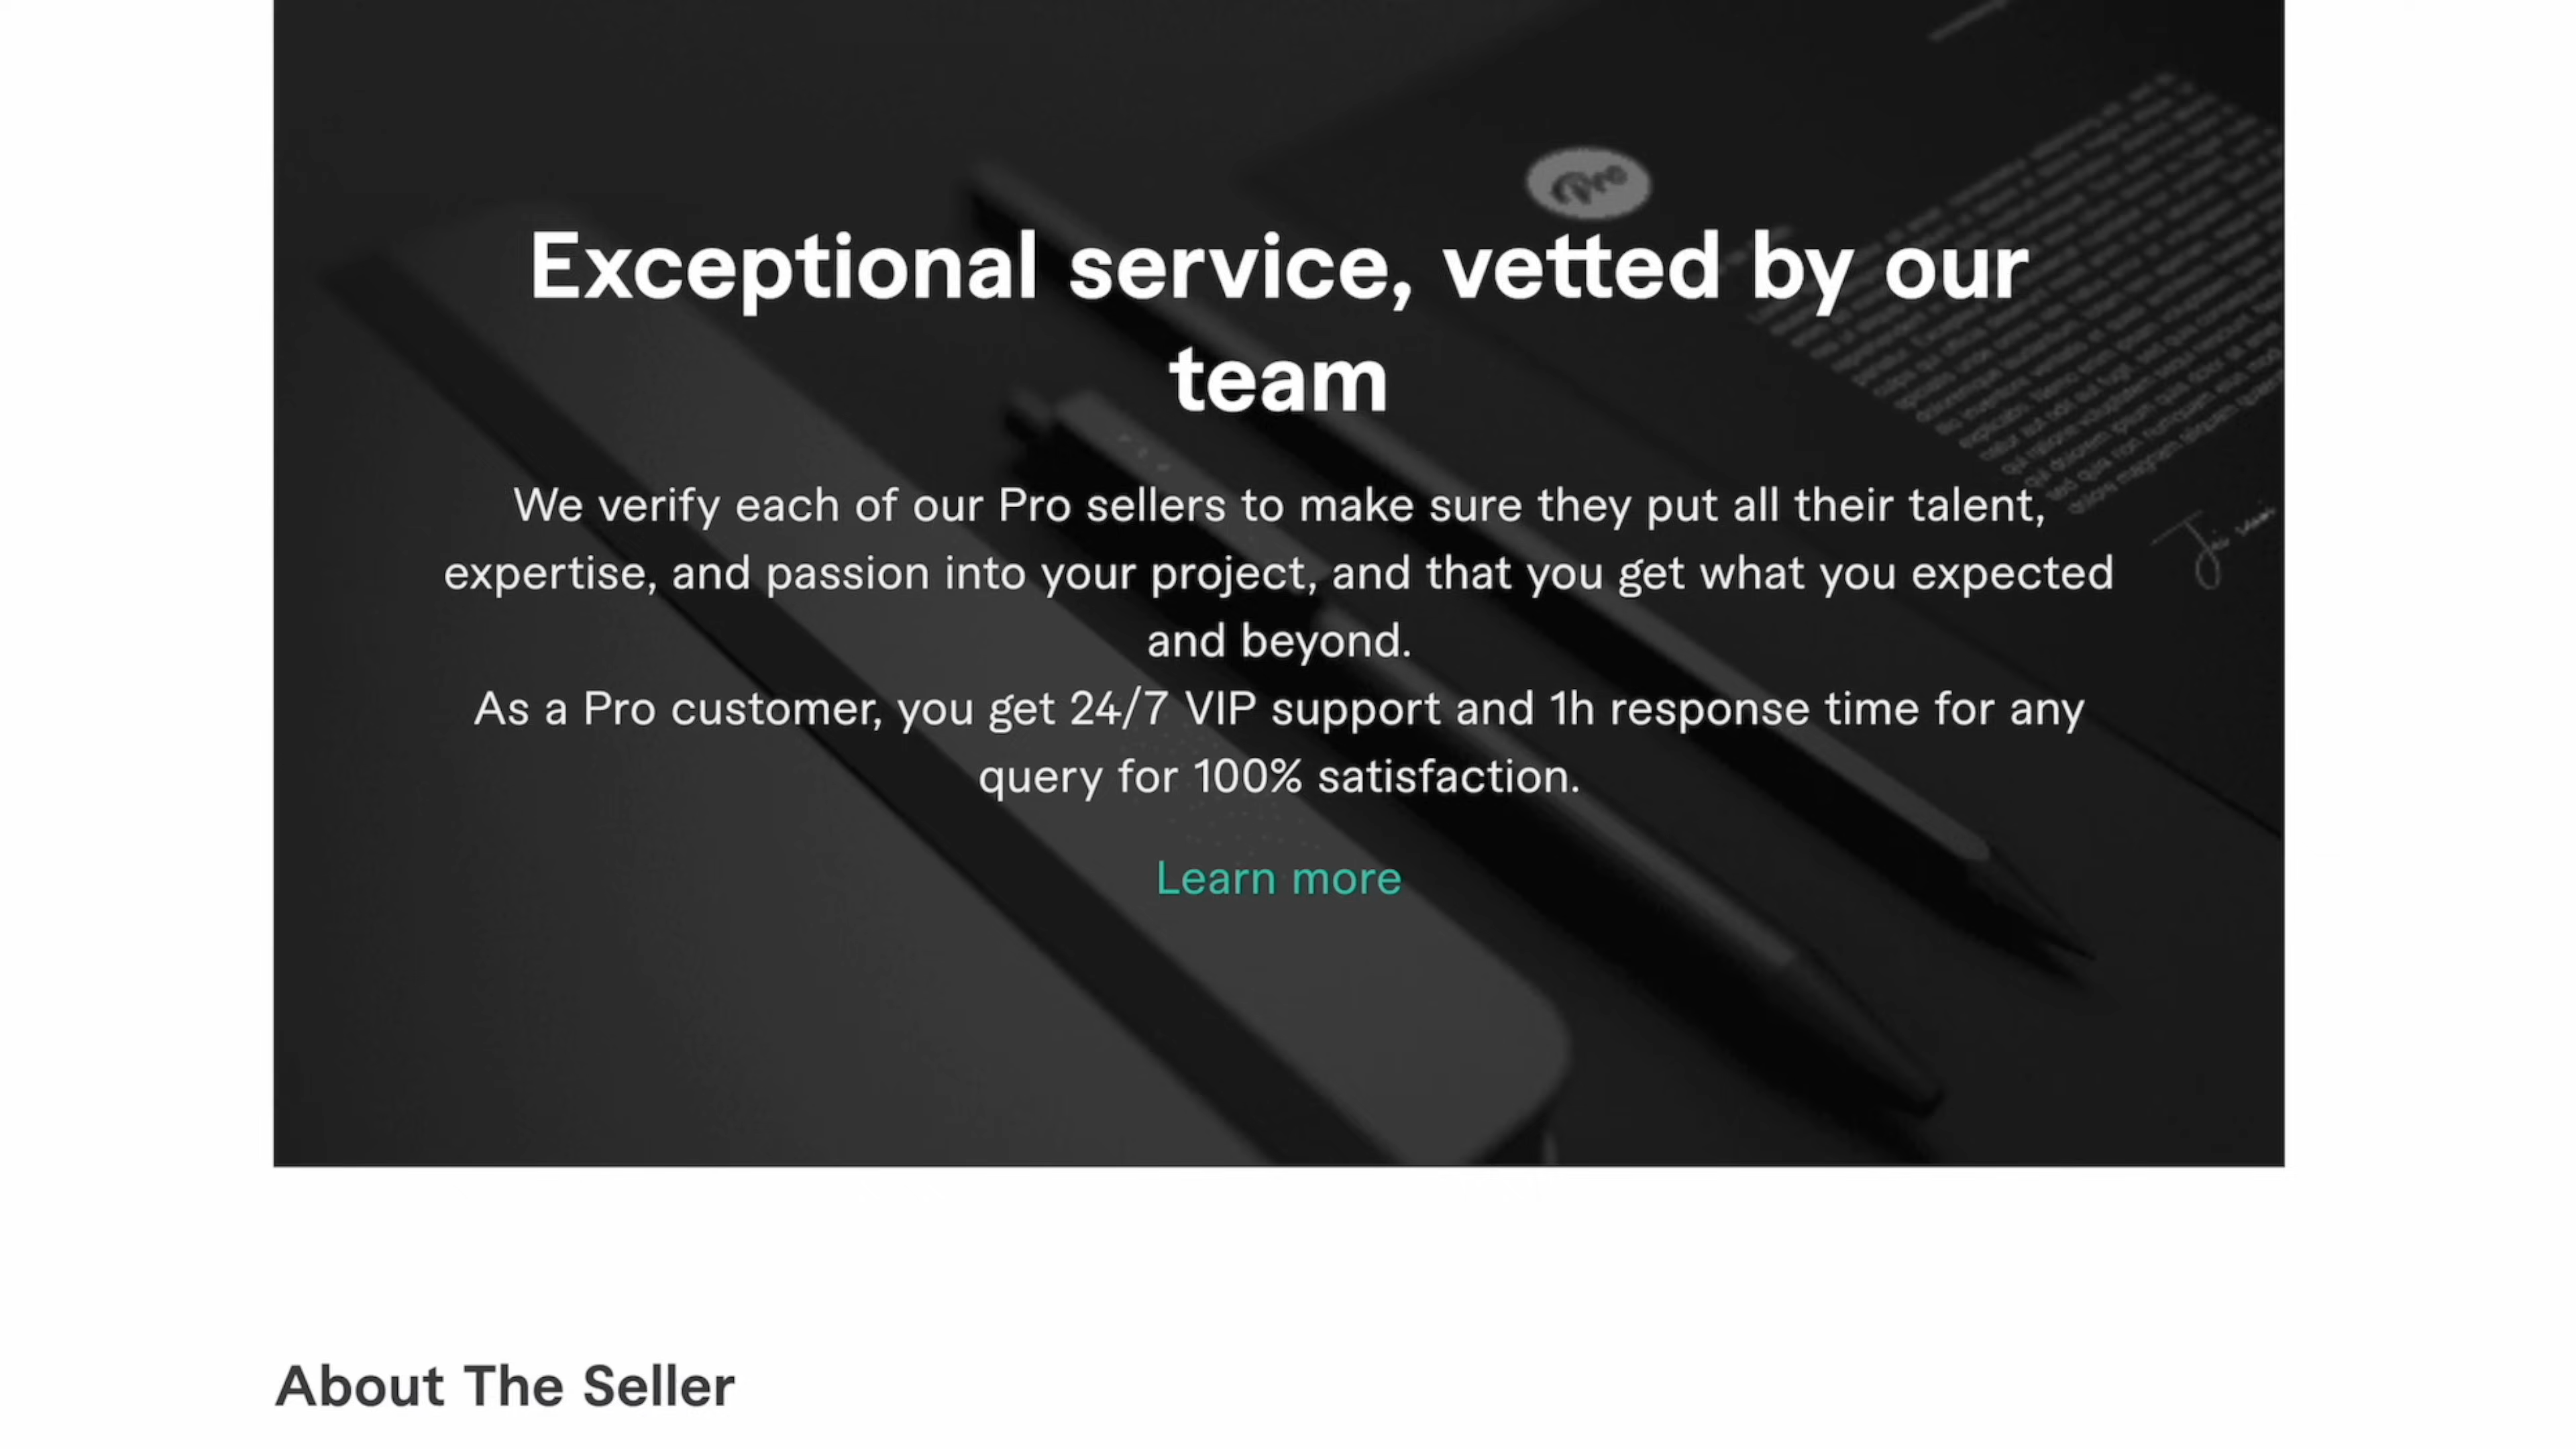 Pro
Exceptional service, vetted by our
team
We verify each of our Pro sellers to make sure they put all their talent,
expertise, and passion into your project, and that you get what you expected
and beyond.
As a Pro customer, you get 24/7 VIP support and 1h response time for any
query for 100% satisfaction.
Learn more
About The Seller